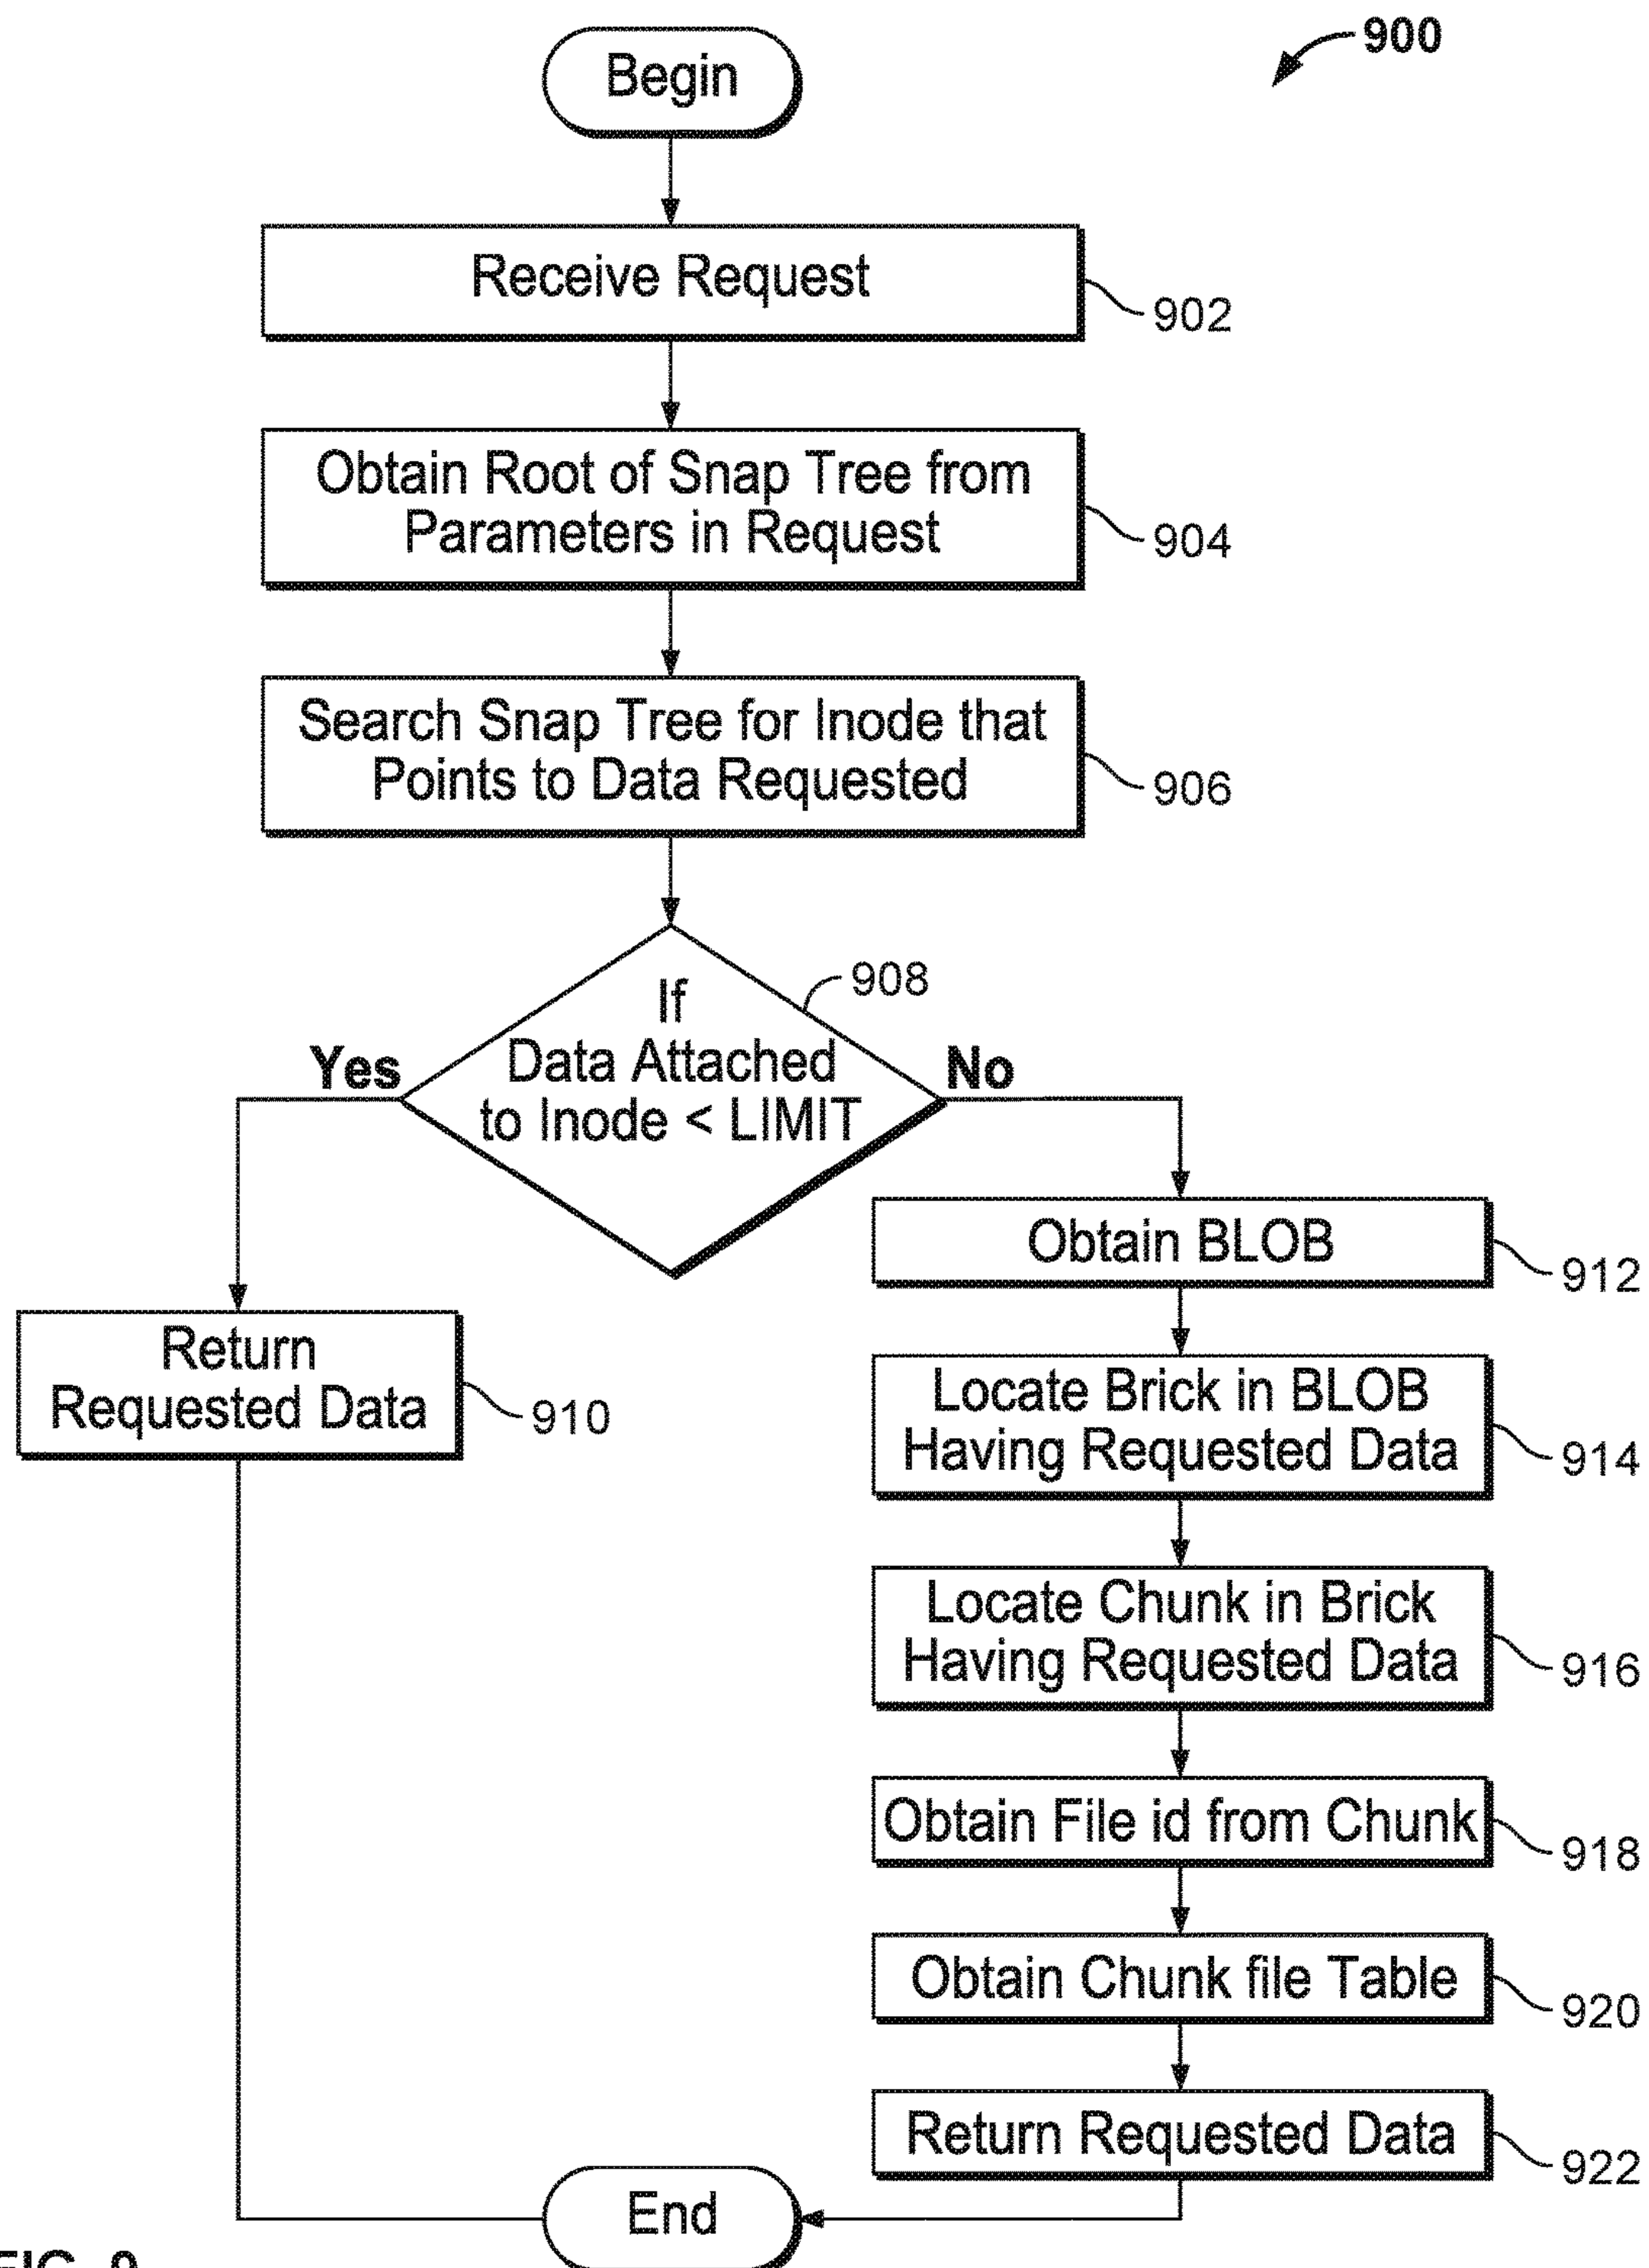 900
Begin
Receive Request
902
Obtain Root of Snap Tree from
Parameters in Request
904
Search Snap Tree for Inode that
Points to Data Requested
906
908
If
Data Attached
to Inode < LIMIT
Yes
No
Return
Requested Data
910
Obtain BLOB
912
Locate Brick in BLOB
Having Requested Data
914
Locate Chunk in Brick
Having Requested Data
916
Obtain File id from Chunk
918
Obtain Chunk file Table
920
Return Requested Data
922
End